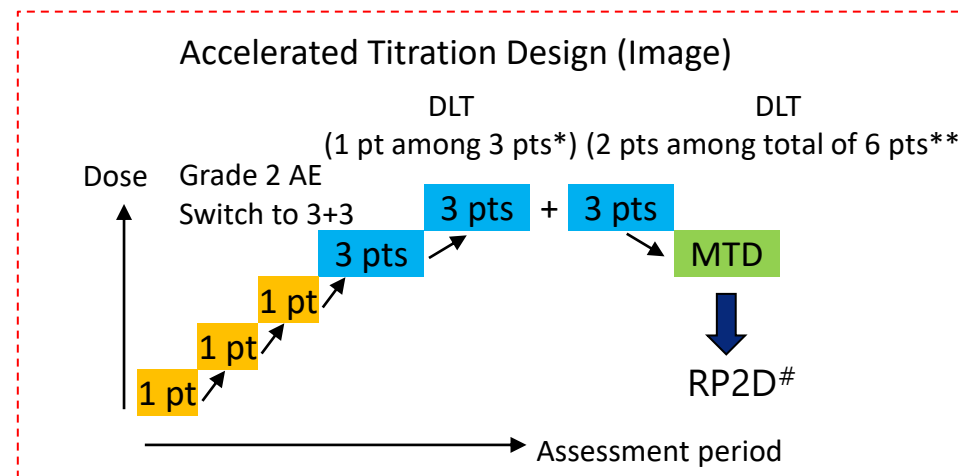 Accelerated Titration Design (Image)
DLT
(1 pt among 3 pts*)
DLT
(2 pts among total of 6 pts**
Dose
Grade 2 AE
Switch to 3+3
3 pts + 3 pts
3 pts
MTD
1 pt
1 pt
1 pt
RP2D#
Assessment period